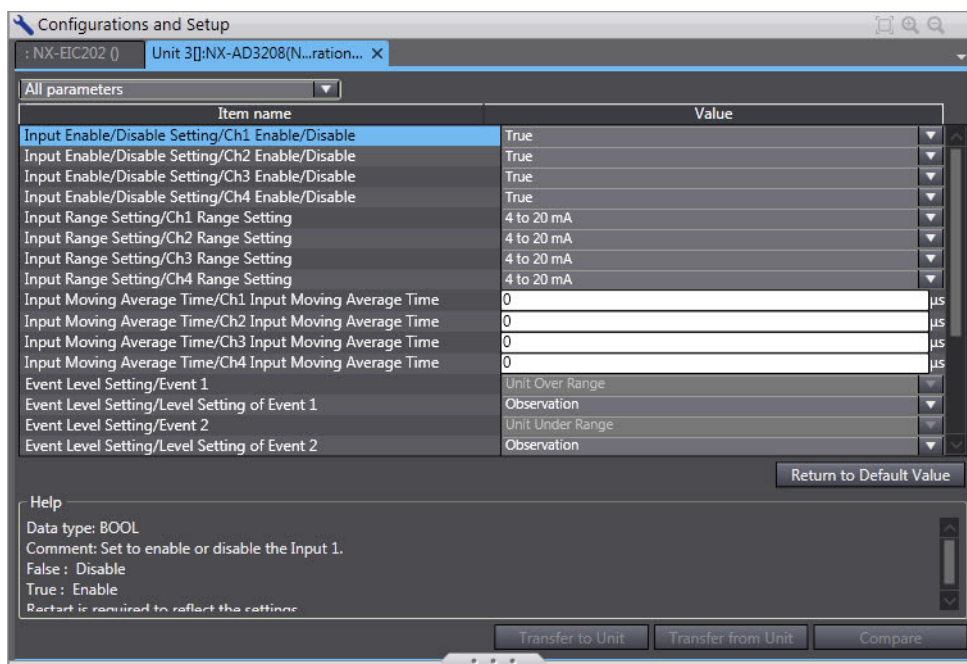 Configurations and Setup
: NX-EIC202 () Unit 3[]:NX-AD3208(N...ration... X
All parameters
Item name Value
Input Enable/Disable Setting/Ch1 Enable/Disable True
Input Enable/Disable Setting/Ch2 Enable/Disable True
Input Enable/Disable Setting/Ch3 Enable/Disable True
Input Enable/Disable Setting/Ch4 Enable/Disable True
Input Range Setting/Ch1 Range Setting 4 to 20 mA
Input Range Setting/Ch2 Range Setting 4 to 20 mA
Input Range Setting/Ch3 Range Setting 4 to 20 mA
Input Range Setting/Ch4 Range Setting 4 to 20 mA
Input Moving Average Time/Ch1 Input Moving Average Time 0 µs
Input Moving Average Time/Ch2 Input Moving Average Time 0 µs
Input Moving Average Time/Ch3 Input Moving Average Time 0 µs
Input Moving Average Time/Ch4 Input Moving Average Time 0 µs
Event Level Setting/Event 1 Unit Over Range
Event Level Setting/Level Setting of Event 1 Observation
Event Level Setting/Event 2 Unit Under Range
Event Level Setting/Level Setting of Event 2 Observation
Return to Default Value
Help
Data type: BOOL
Comment: Set to enable or disable the Input 1.
False : Disable
True : Enable
Restart is required to reflect the settings
Transfer to Unit Transfer from Unit Compare